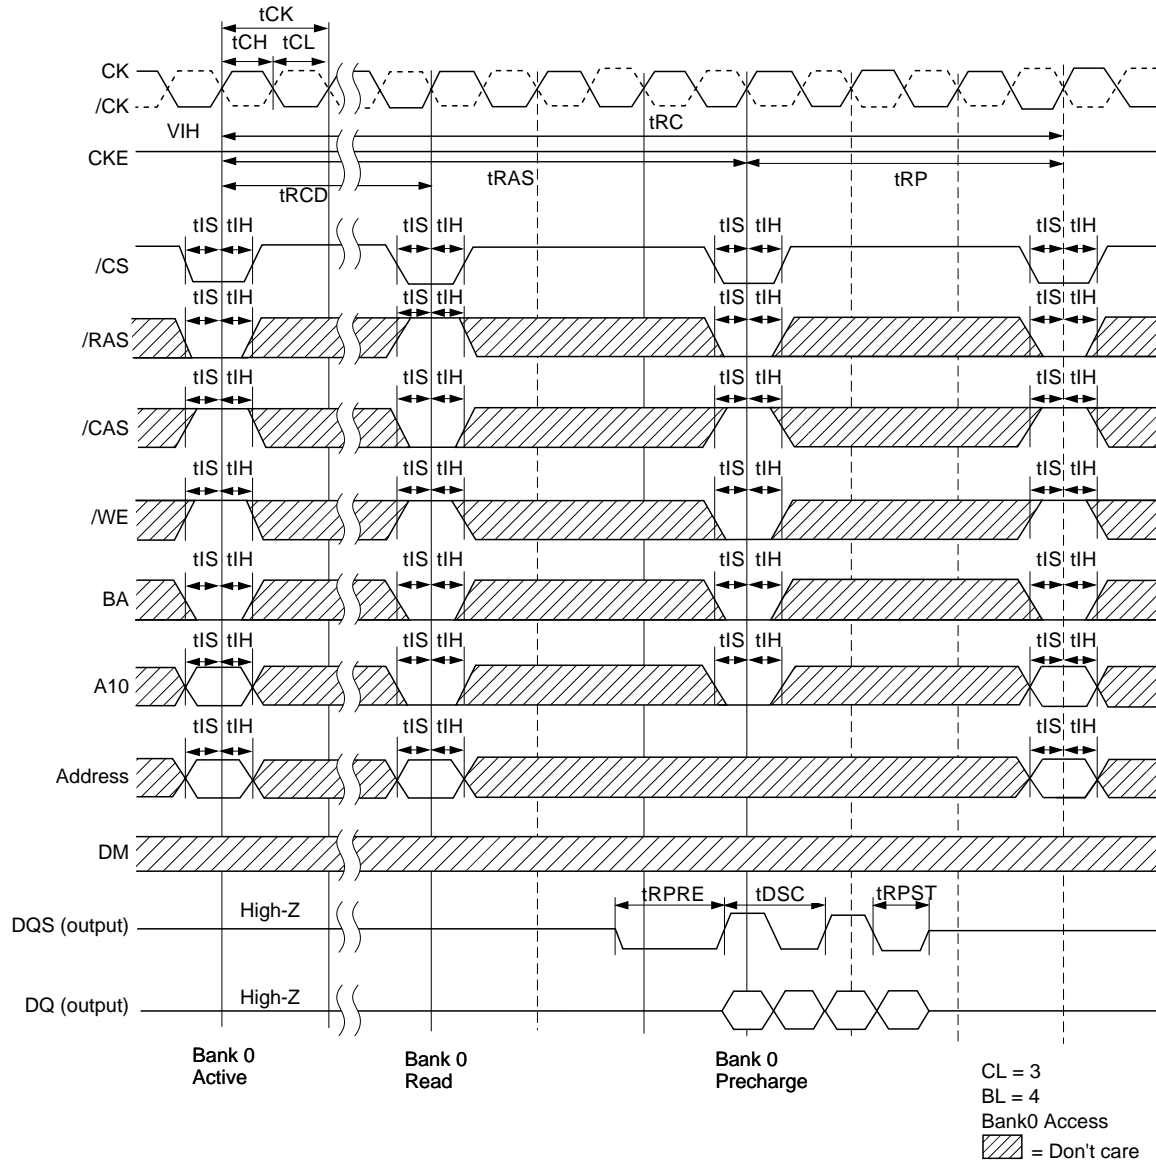 tCK
tCH tCL
CK
/CK
VIH
tRC
CKE
tRAS
tRP
tRCD
tIS tIH tIS tIH tIS tIH tIS tIH
/CS
tIS tIH tIS tIH tIS tIH tIS tIH
/RAS
tIS tIH tIS tIH tIS tIH tIS tIH
/CAS
tIS tIH tIS tIH tIS tIH tIS tIH
/WE
tIS tIH tIS tIH tIS tIH tIS tIH
BA
tIS tIH tIS tIH tIS tIH tIS tIH
A10
tIS tIH tIS tIH tIS tIH
Address
DM
tRPRE tDSC tRPST
DQS (output) High-Z
DQ (output) High-Z
Bank 0
Active
Bank 0
Read
Bank 0
Precharge
CL = 3
BL = 4
Bank0 Access
= Don't care